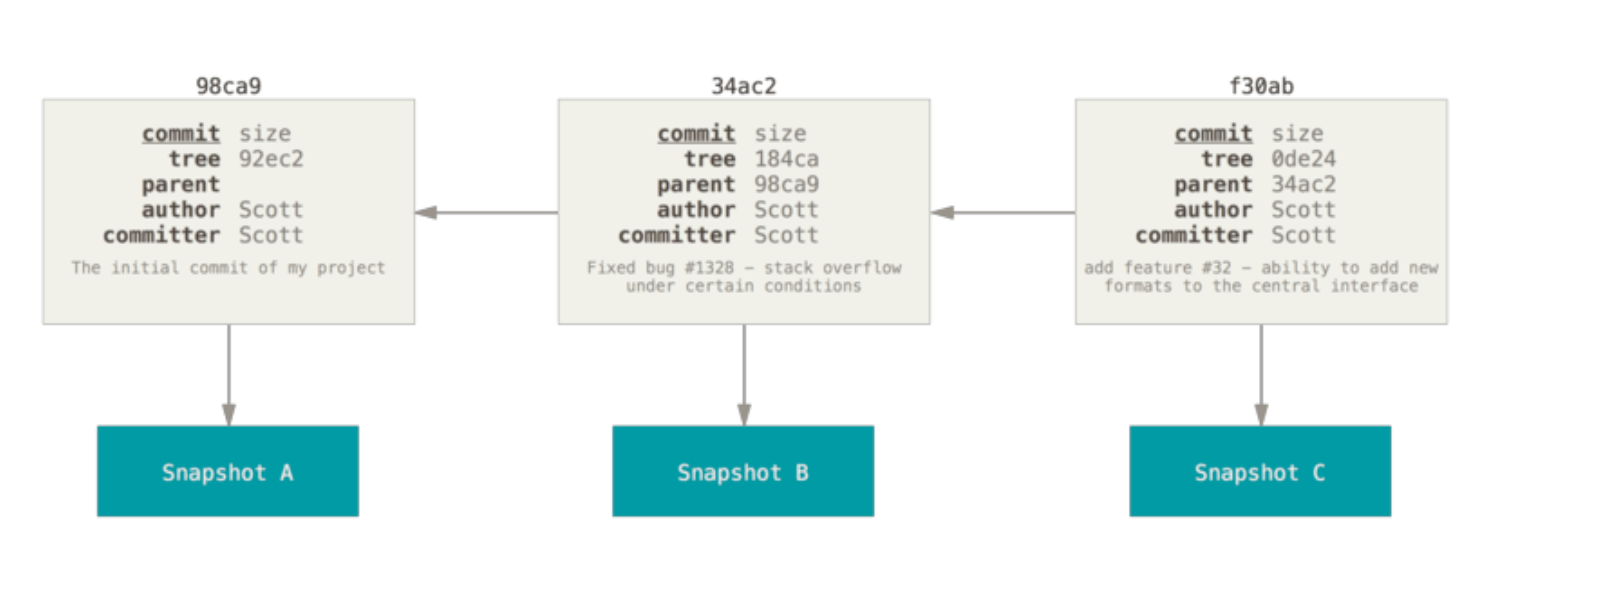 98ca9
commit size
tree 92ec2
parent
author Scott
committer Scott
The initial commit of my project
Snapshot A
34ac2
commit size
tree 184ca
parent 98ca9
author Scott
committer Scott
Fixed bug #1328 – stack overflow
under certain conditions
Snapshot B
f30ab
commit size
tree 0de24
parent 34ac2
author Scott
committer Scott
add feature #32 – ability to add new
formats to the central interface
Snapshot C